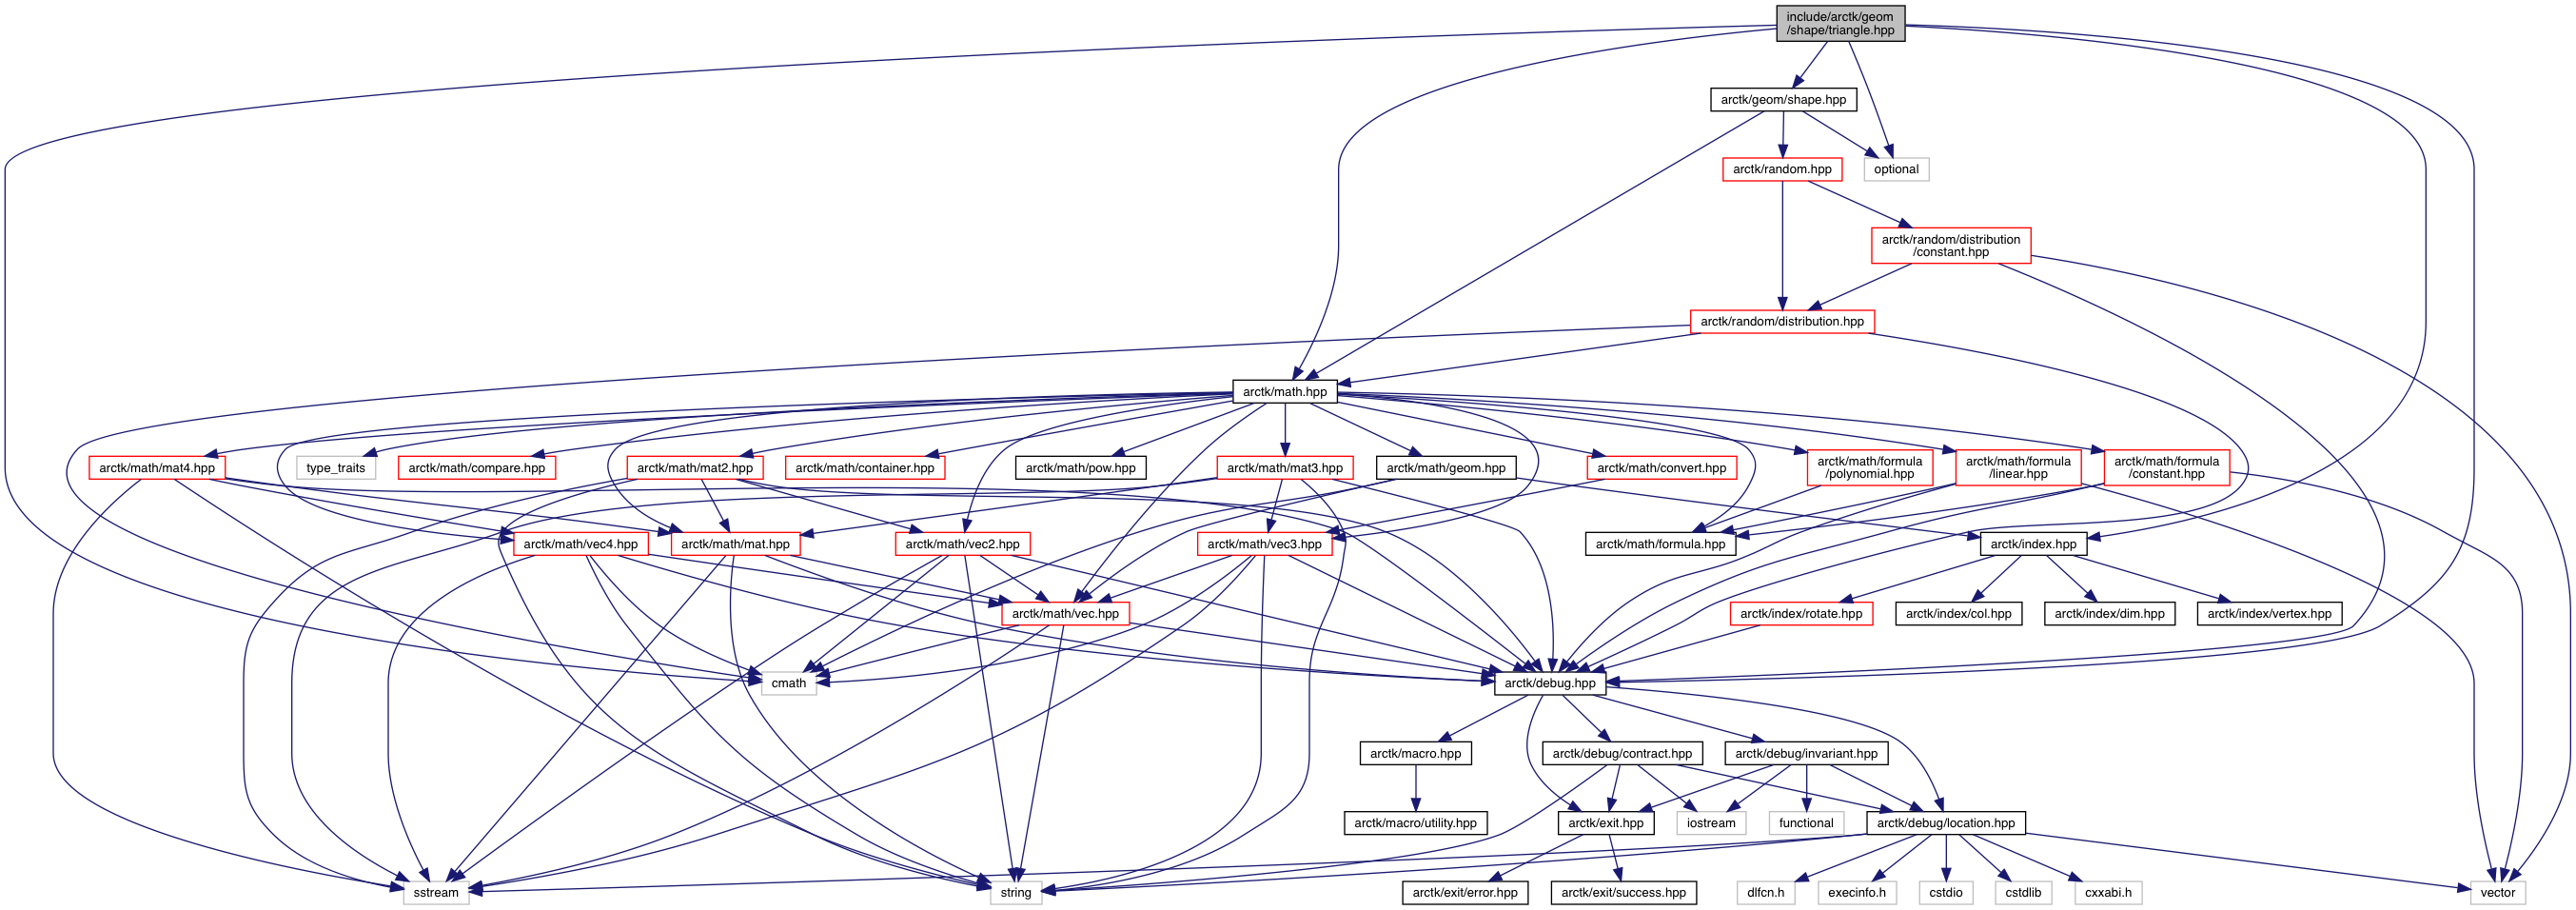 include/arctk/geom
/shape/triangle.hpp
arctk/geom/shape.hpp
arctk/random.hpp
optional
arctk/random/distribution
/constant.hpp
arctk/random/distribution.hpp
arctk/math.hpp
arctk/math/mat4.hpp
type_traits
arctk/math/compare.hpp
arctk/math/mat2.hpp
arctk/math/container.hpp
arctk/math/pow.hpp
arctk/math/mat3.hpp
arctk/math/geom.hpp
arctk/math/convert.hpp
arctk/math/formula
/polynomial.hpp
arctk/math/formula
/linear.hpp
arctk/math/formula
/constant.hpp
arctk/math/vec4.hpp
arctk/math/mat.hpp
arctk/math/vec2.hpp
arctk/math/vec3.hpp
arctk/math/formula.hpp
arctk/index.hpp
arctk/math/vec.hpp
arctk/index/rotate.hpp
arctk/index/col.hpp
arctk/index/dim.hpp
arctk/index/vertex.hpp
cmath
arctk/debug.hpp
arctk/macro.hpp
arctk/debug/contract.hpp
arctk/debug/invariant.hpp
arctk/macro/utility.hpp
arctk/exit.hpp
iostream
functional
arctk/debug/location.hpp
sstream
string
arctk/exit/error.hpp
arctk/exit/success.hpp
dlfcn.h
execinfo.h
cstdio
cstdlib
cxxabi.h
vector